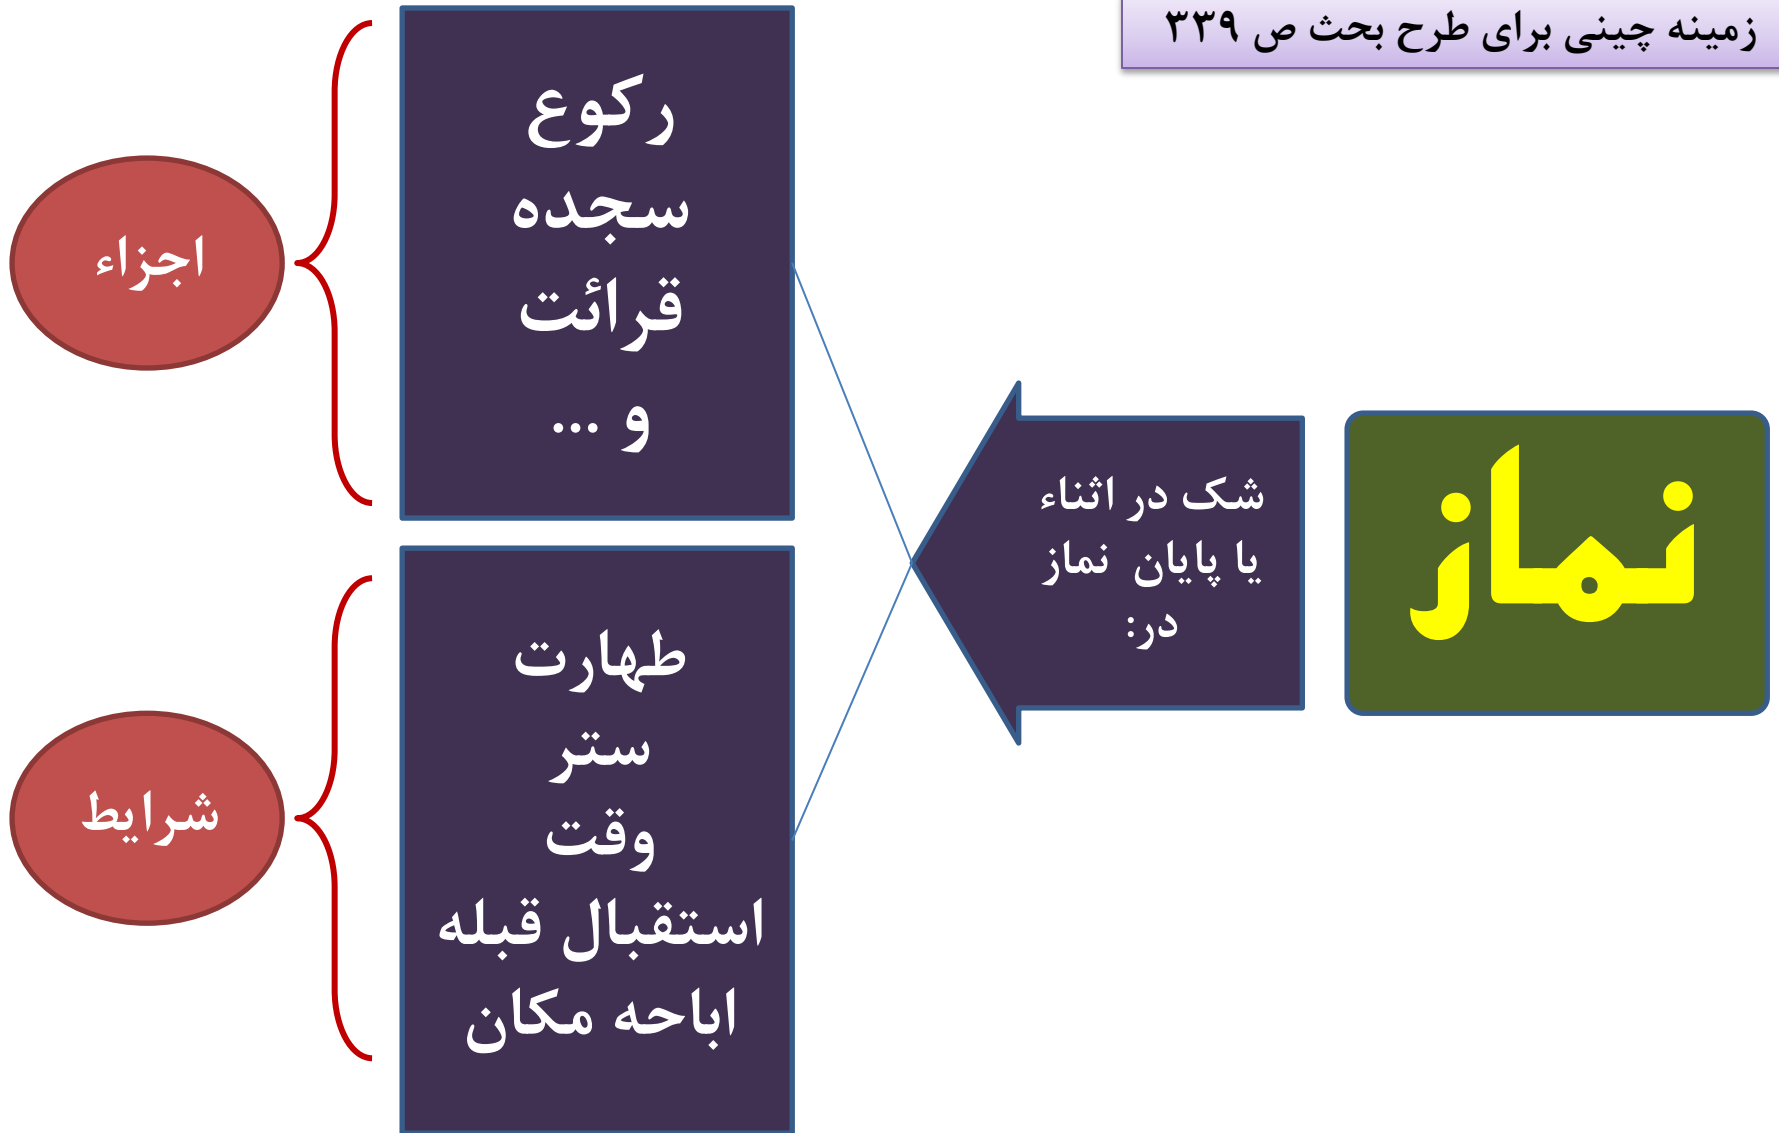 زمینه چینی برای طرح بحث ص ۳۳۹
نماز
شک در اثناء
یا پایان نماز
در:
رکوع
سجده
قرائت
و ...
اجزاء
طهارت
ستر
وقت
استقبال قبله
اباحه مکان
شرایط